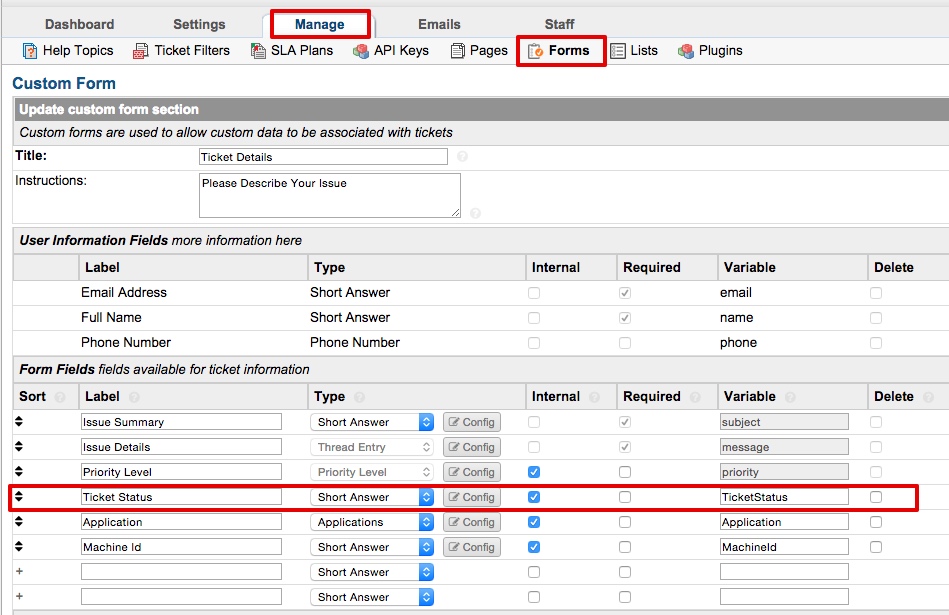 Dashboard Settings Manage Emails Staff
Help Topics Ticket Filters SLA Plans API Keys Pages Forms Lists Plugins
Custom Form
Update custom form section
Custom forms are used to allow custom data to be associated with tickets
Title: Ticket Details
Instructions: Please Describe Your Issue
User Information Fields more information here
Label Type Internal Required Variable Delete
Email Address Short Answer email
Full Name Short Answer name
Phone Number Phone Number phone
Form Fields fields available for ticket information
Sort Label Type Internal Required Variable Delete
Issue Summary Short Answer Config subject
Issue Details Thread Entry Config message
Priority Level Priority Level Config priority
Ticket Status Short Answer Config TicketStatus
Application Applications Config Application
Machine Id Short Answer Config MachineId
+ Short Answer
+ Short Answer